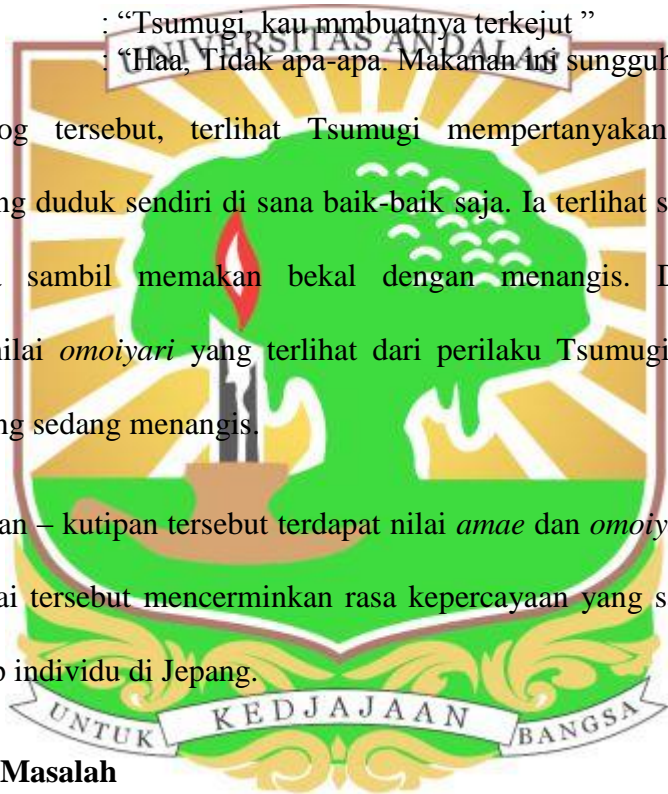 : “Tsumugi, kau mmbuatnya terkejut ”
UNIVERSITAS ANDALAS
: “Haa, Tidak apa-apa. Makanan ini sungguh
og tersebut, terlihat Tsumugi mempertanyakan
ng duduk sendiri di sana baik-baik saja. Ia terlihat s
sambil memakan bekal dengan menangis. D
nilai omoiyari yang terlihat dari perilaku Tsumugi
ng sedang menangis.
an – kutipan tersebut terdapat nilai amae dan omoiy
ai tersebut mencerminkan rasa kepercayaan yang s
p individu di Jepang.
UNTUK KEDJAJAAN BANGSA
Masalah